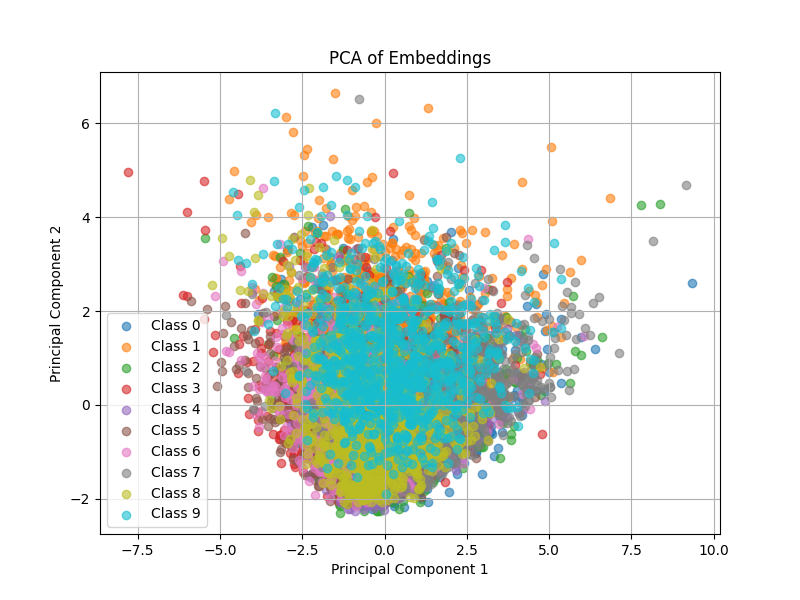 PCA of Embeddings
Principal Component 2
6
4
2
0
−2
Class 0
Class 1
Class 2
Class 3
Class 4
Class 5
Class 6
Class 7
Class 8
Class 9
−7.5 −5.0 −2.5 0.0 2.5 5.0 7.5 10.0
Principal Component 1